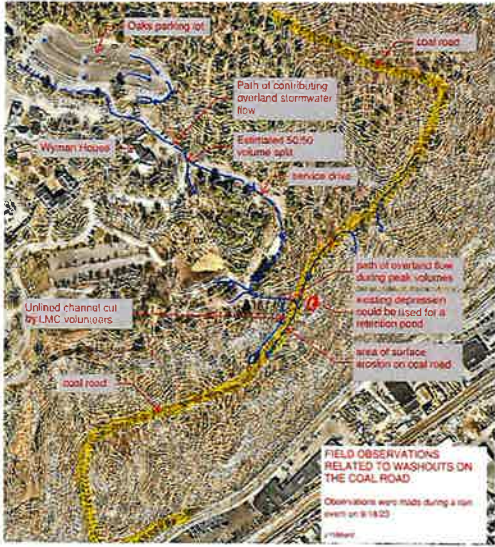 Oaks parking lot
coal road
Path of contributing
overland stormwater
flow
Wyman House
Estimated 50:50
volume split
service drive
path of overland flow
during peak volumes
existing depression
could be used for a
retention pond
Unlined channel cut
by LMC volunteers
area of surface
erosion on coal road
coal road
FIELD OBSERVATIONS
RELATED TO WASHOUTS ON
THE COAL ROAD
Observations were made during a rain
event on 9/18/23